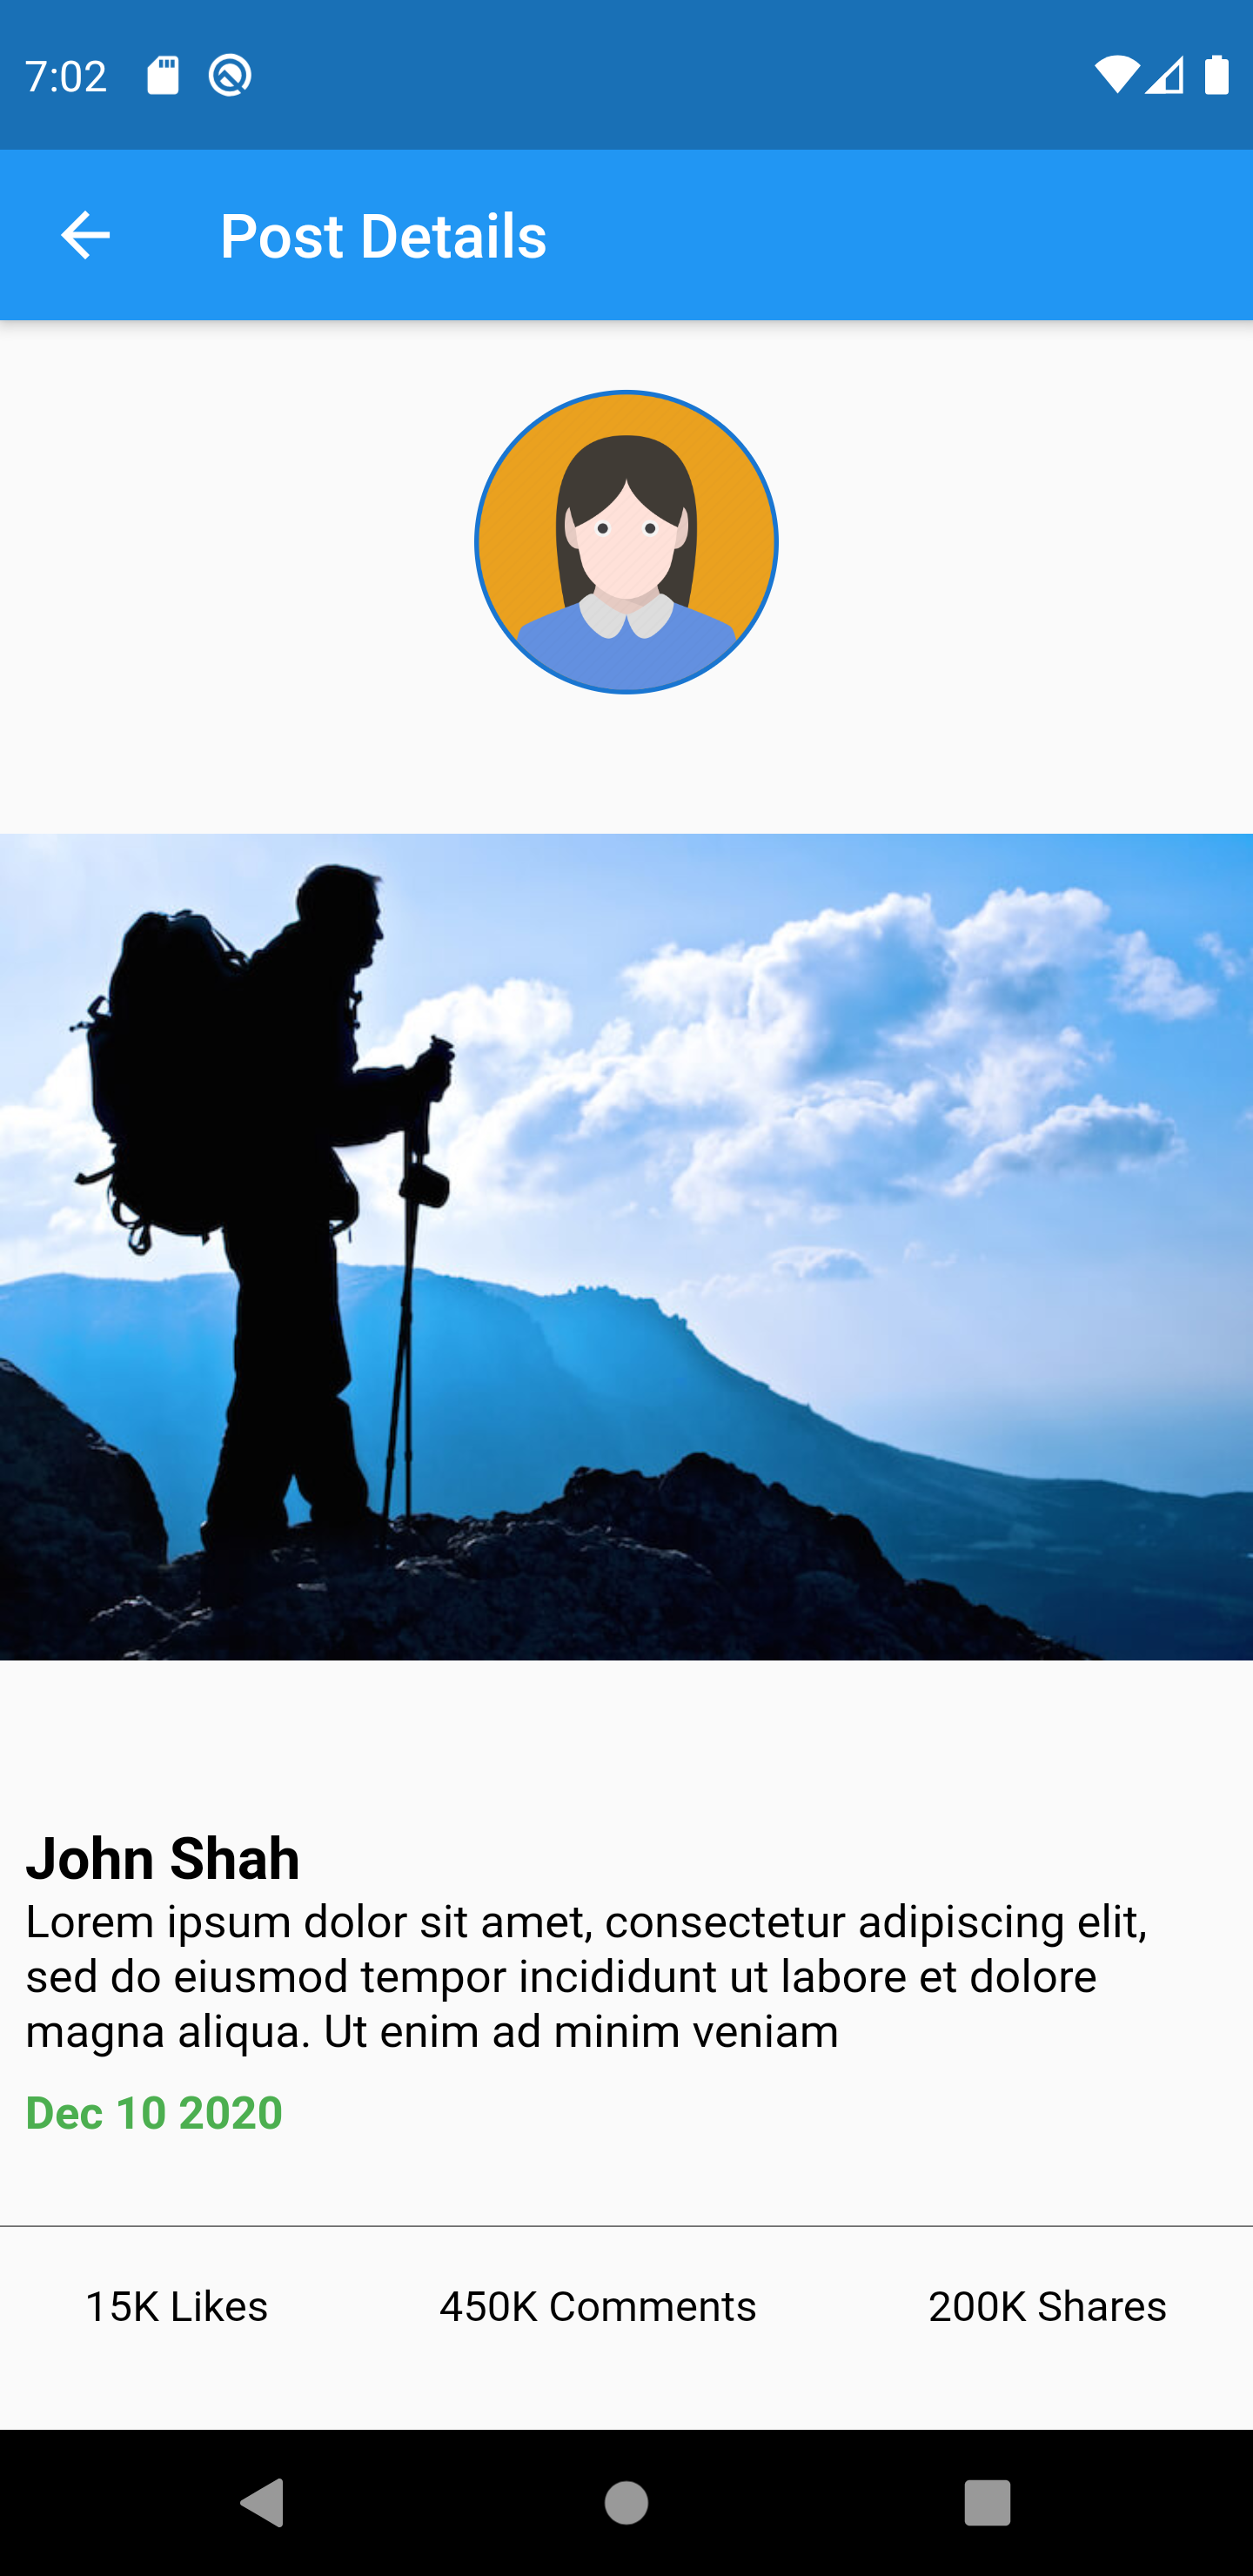 7:02
Post Details
John Shah
Lorem ipsum dolor sit amet, consectetur adipiscing elit,
sed do eiusmod tempor incididunt ut labore et dolore
magna aliqua. Ut enim ad minim veniam
Dec 10 2020
15K Likes 450K Comments 200K Shares